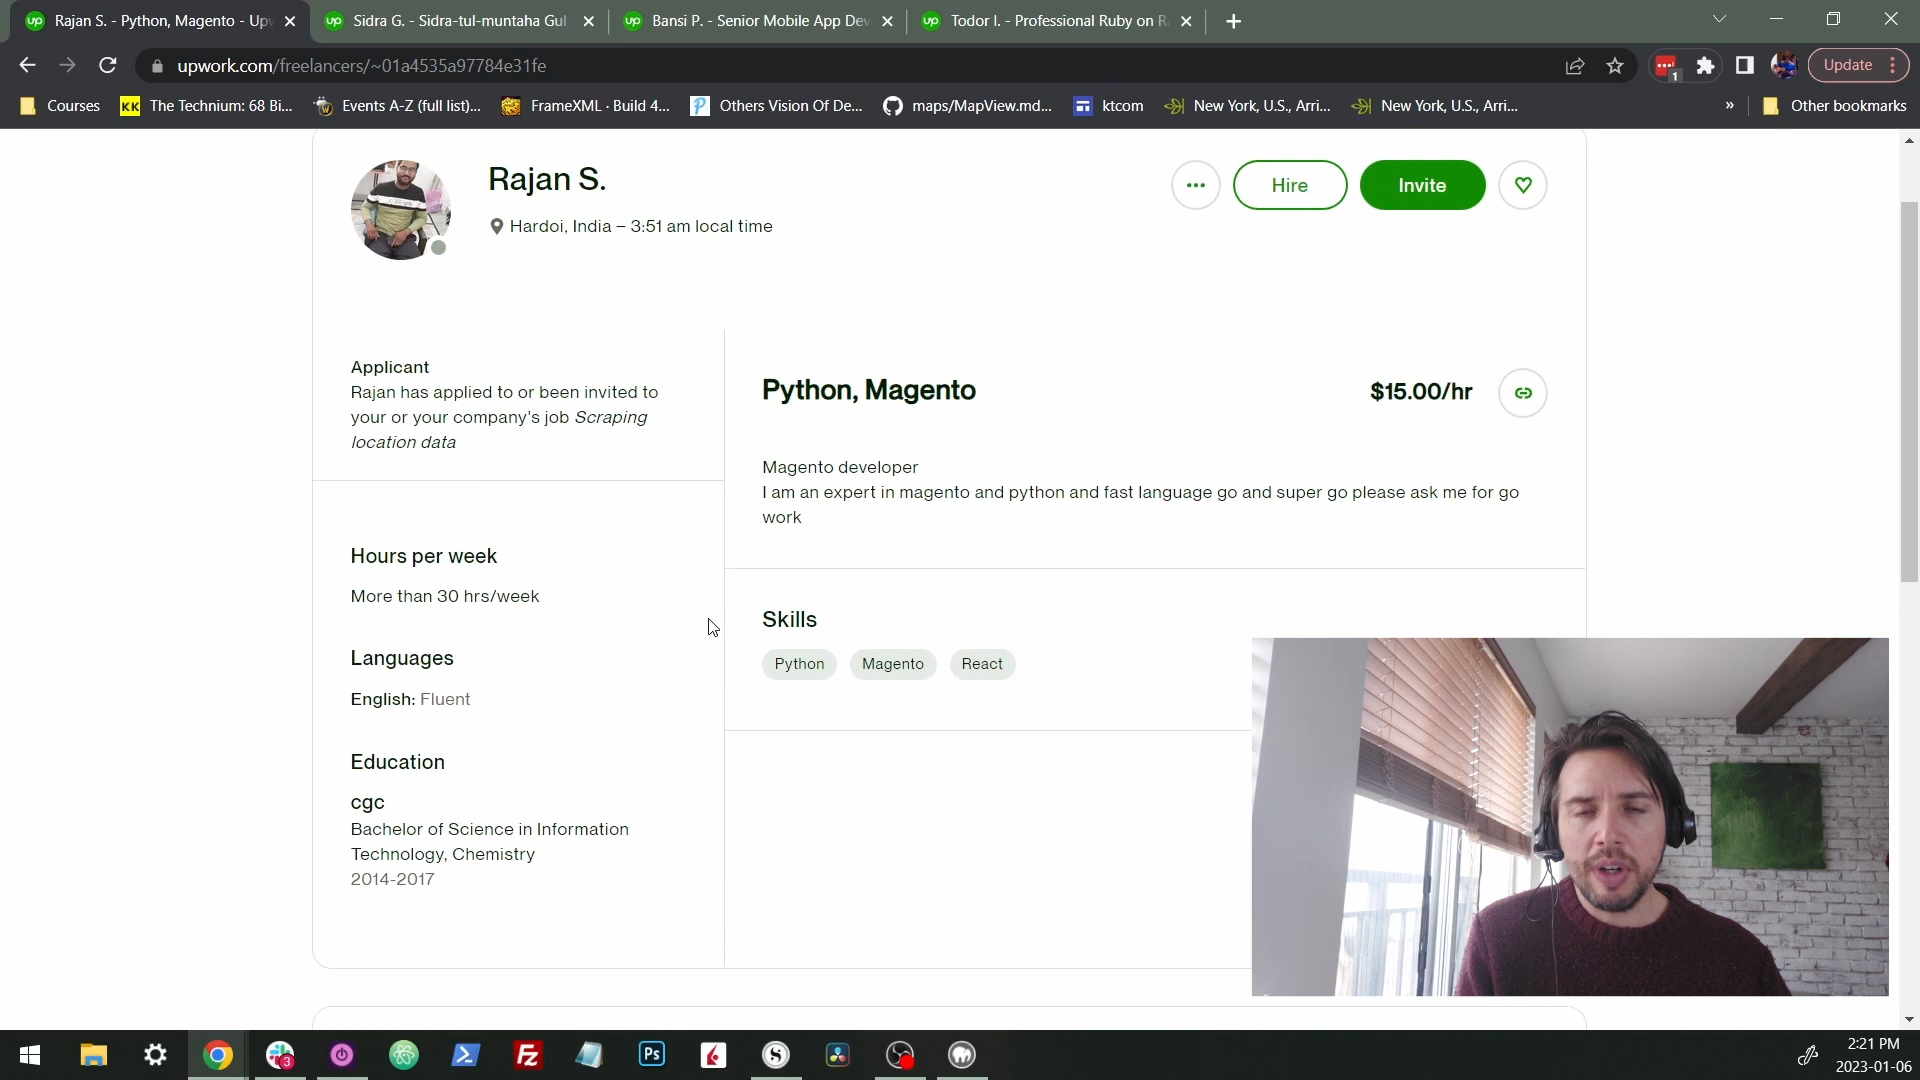 Rajan S. - Python, Magento - Upw
Sidra G. - Sidra-tul-muntaha Gul
Bansi P. - Senior Mobile App Dev
Todor I. - Professional Ruby on R
upwork.com/freelancers/~01a4535a97784e31fe
1
Update
Courses
KK
The Technium: 68 Bi...
Events A-Z (full list)...
FrameXML · Build 4...
Others Vision Of De...
maps/MapView.md...
ktcom
New York, U.S., Arri...
New York, U.S., Arri...
»
Other bookmarks
Rajan S.
Hardoi, India – 3:51 am local time
Hire
Invite
Applicant
Rajan has applied to or been invited to
your or your company's job Scraping
location data
Python, Magento
$15.00/hr
Magento developer
I am an expert in magento and python and fast language go and super go please ask me for go
work
Hours per week
More than 30 hrs/week
Languages
English: Fluent
Education
cgc
Bachelor of Science in Information
Technology, Chemistry
2014-2017
Skills
Python
Magento
React
3
Fz
Ps
2:21 PM
2023-01-06